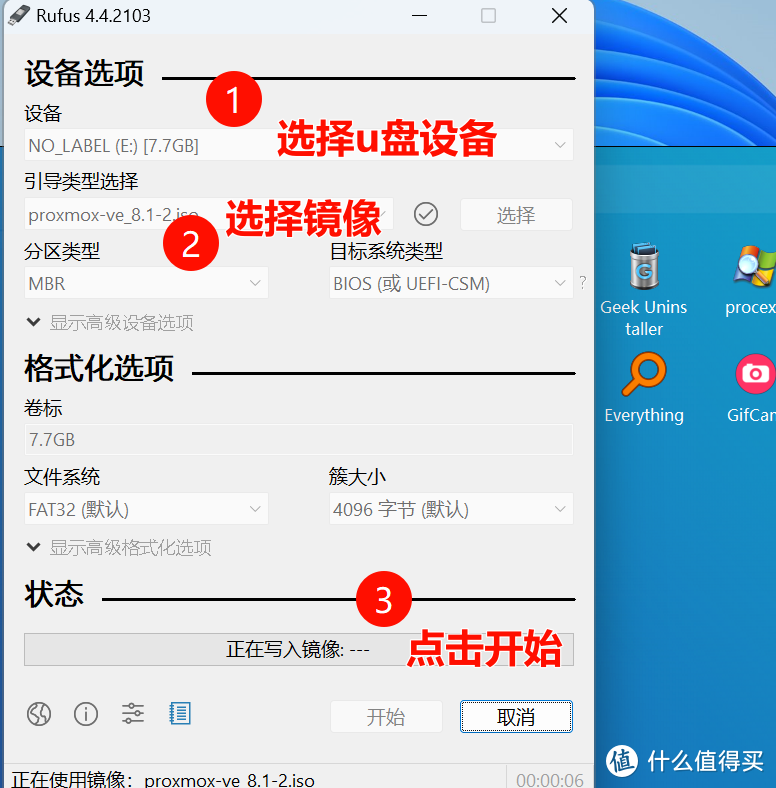 Rufus 4.4.2103
设备选项
1
设备
选择u盘设备
NO_LABEL (E:) [7.7GB]
引导类型选择
proxmox-ve_8.1-2.iso
选择镜像
选择
2
分区类型
目标系统类型
MBR
BIOS (或 UEFI-CSM)
?
显示高级设备选项
格式化选项
卷标
7.7GB
文件系统
簇大小
FAT32 (默认)
4096 字节 (默认)
显示高级格式化选项
状态
3
正在写入镜像: ---
点击开始
开始
取消
正在使用镜像：proxmox-ve_8.1-2.iso
00:00:06
Geek Unins
taller
procex
Everything
GifCam
值 什么值得买